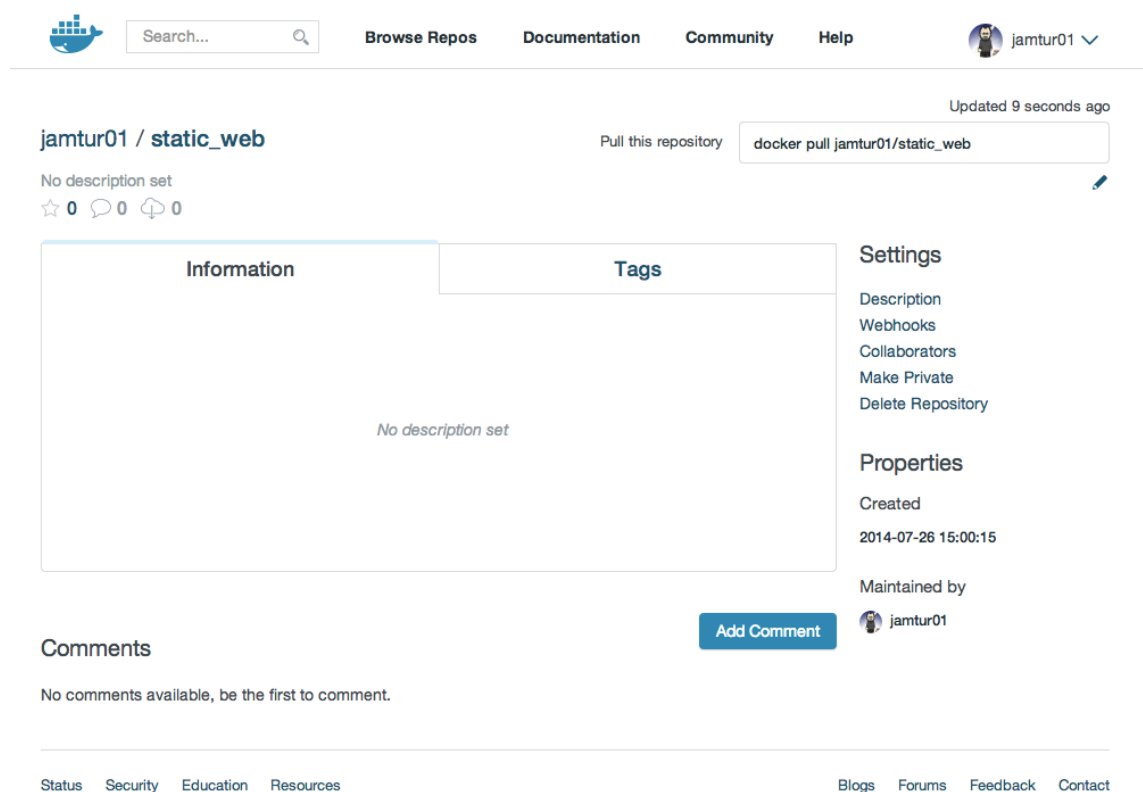 Search...
Browse Repos
Documentation
Community
Help
jamtur01
Updated 9 seconds ago
jamtur01 / static_web
Pull this repository
docker pull jamtur01/static_web
No description set
0 0 0
Information
Tags
No description set
Settings
Description
Webhooks
Collaborators
Make Private
Delete Repository
Properties
Created
2014-07-26 15:00:15
Maintained by
jamtur01
Comments
Add Comment
No comments available, be the first to comment.
Status Security Education Resources
Blogs Forums Feedback Contact